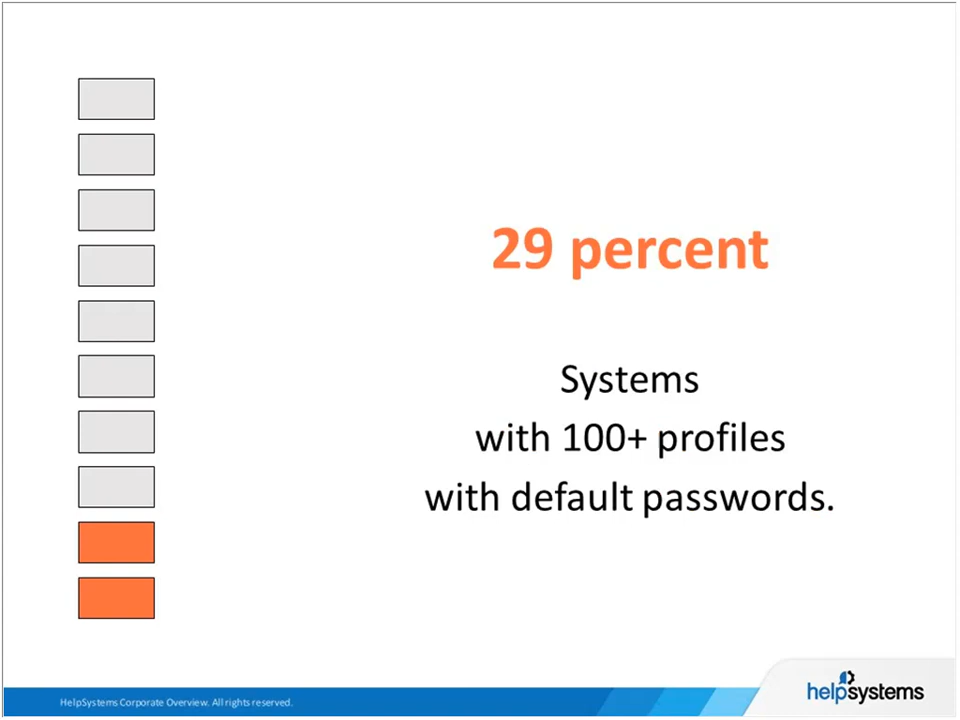 29 percent
Systems
with 100+ profiles
with default passwords.
HelpSystems Corporate Overview. All rights reserved.
helpsystems